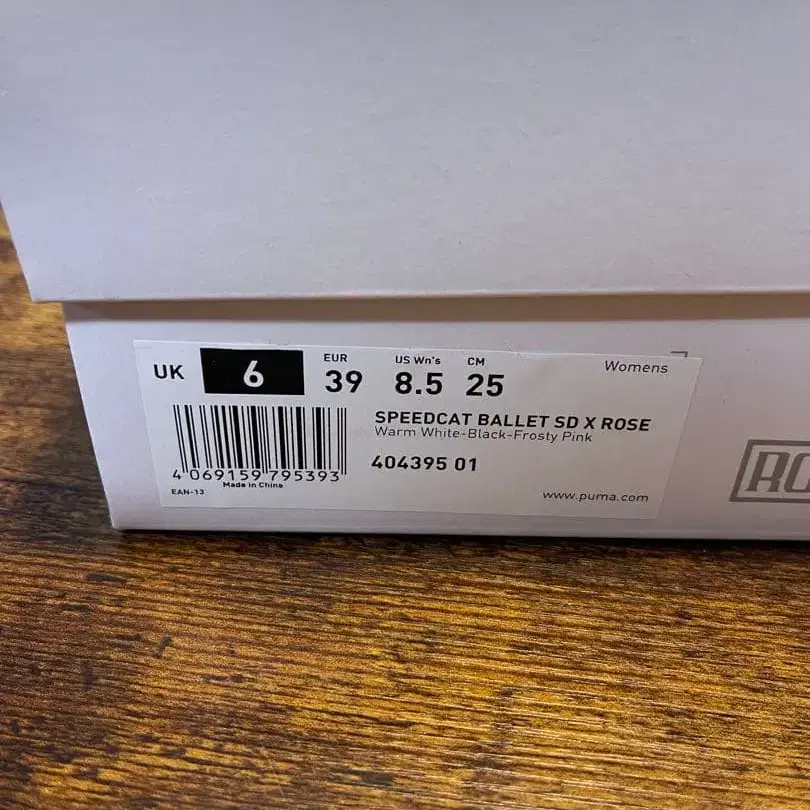 UK 6 EUR 39 US Wn's 8.5 CM 25 Womens
SPEEDCAT BALLET SD X ROSE
Warm White-Black-Frosty Pink
404395 01
4 069159 795393
Made in China
EAN-13
www.puma.com
RO